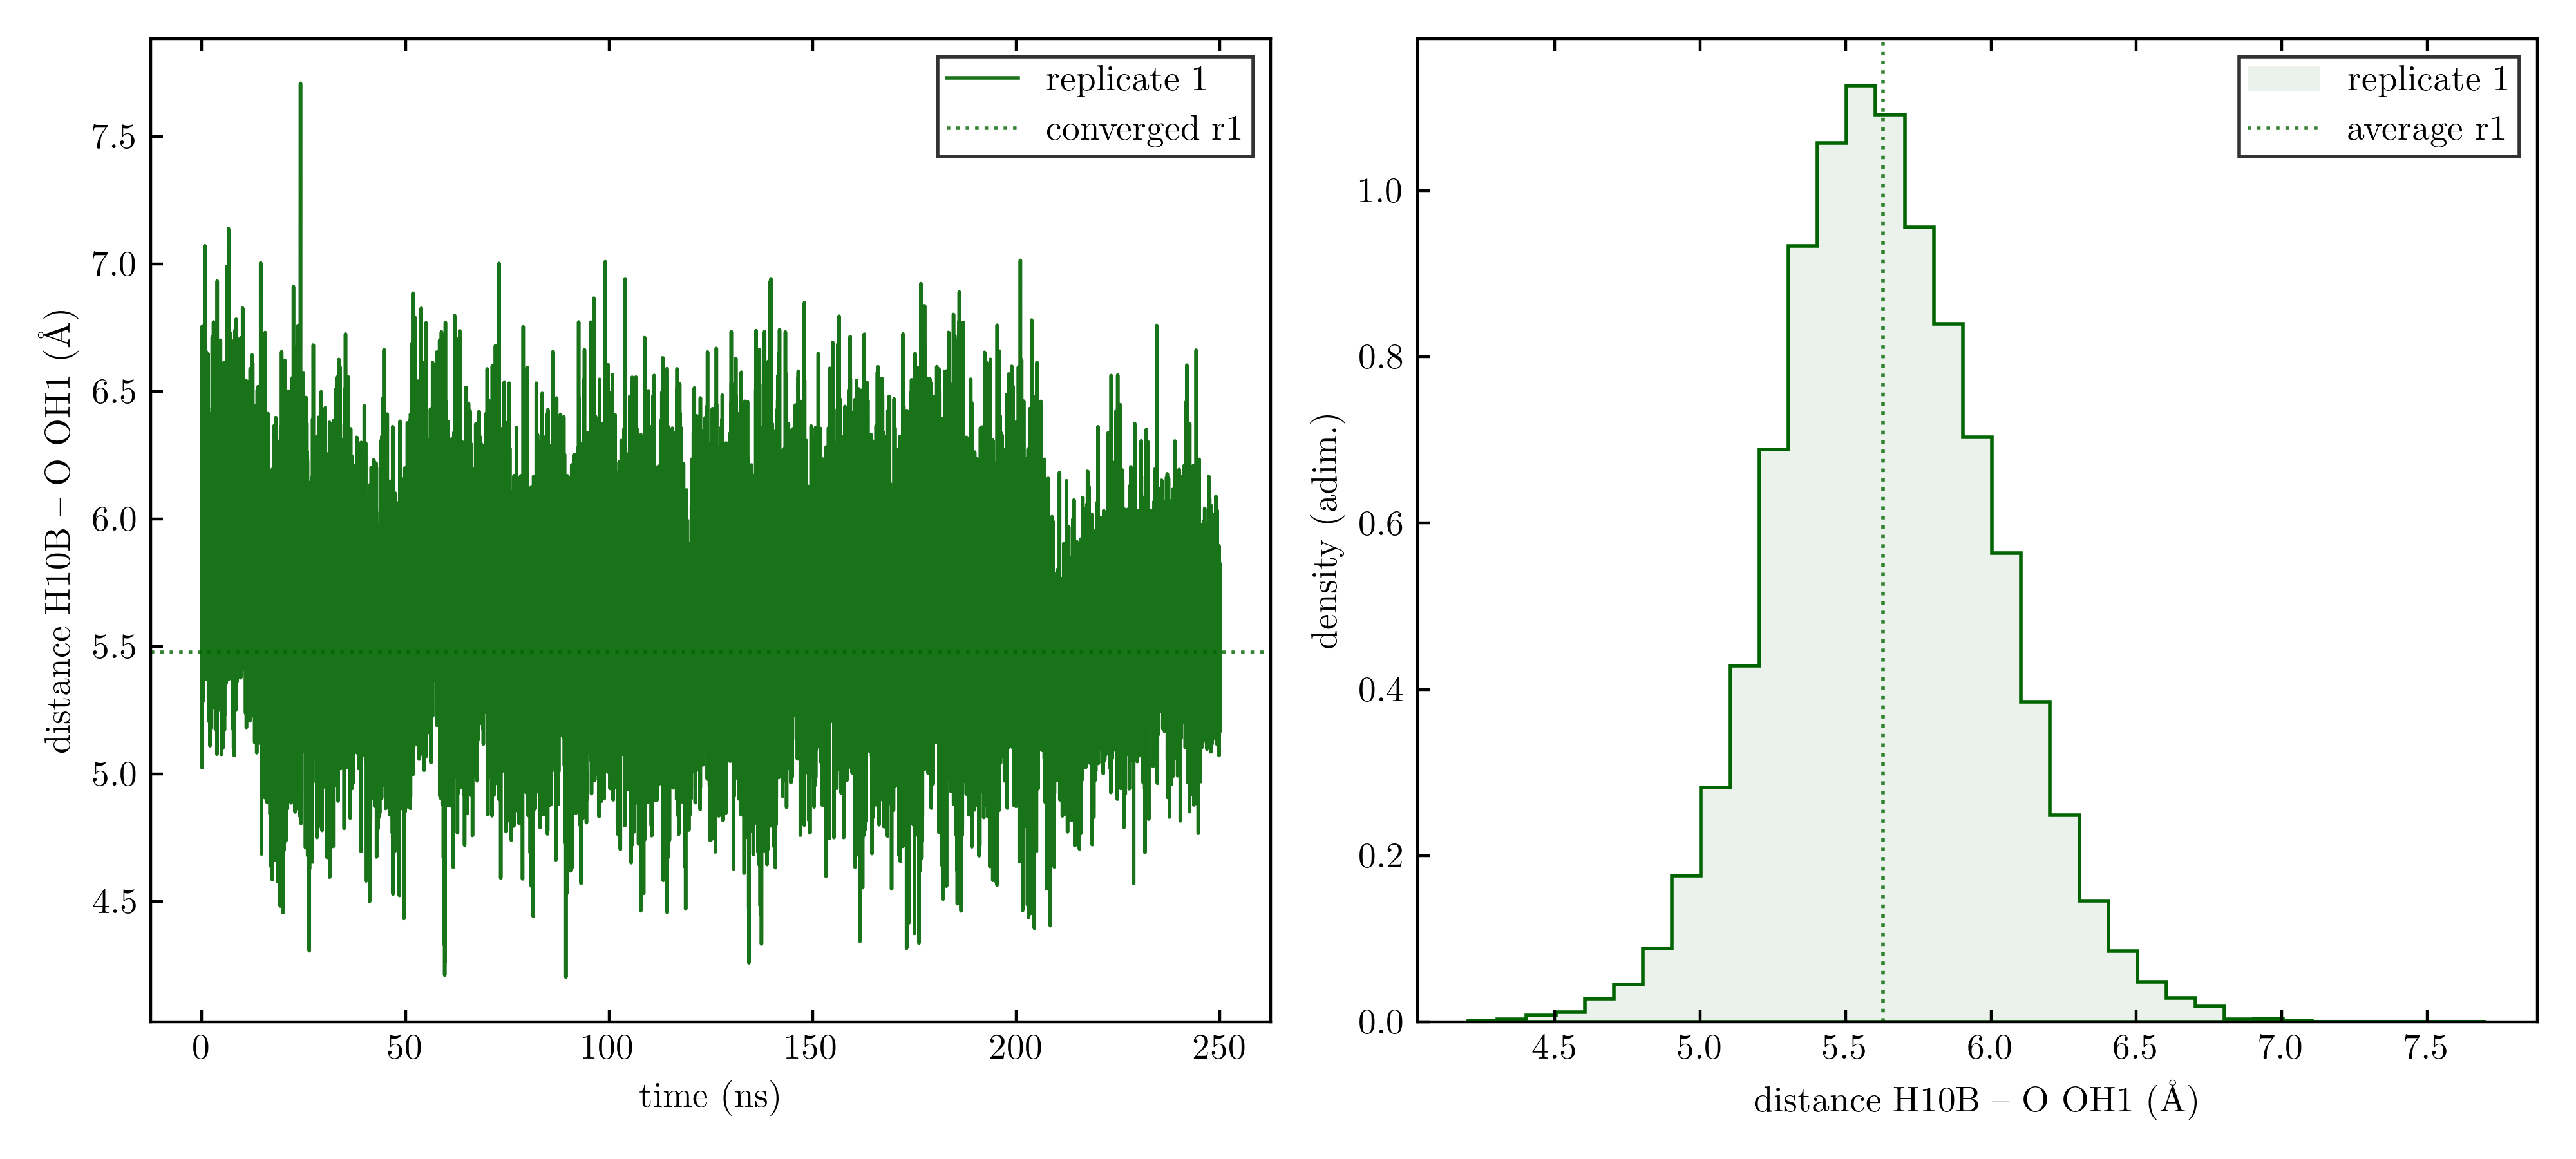 replicate 1
converged r1
7.5
7.0
6.5
6.0
5.5
5.0
4.5
distance H10B – O OH1 (Å)
0 50 100 150 200 250
time (ns)
replicate 1
average r1
1.0
0.8
0.6
0.4
0.2
0.0
density (adim.)
4.5 5.0 5.5 6.0 6.5 7.0 7.5
distance H10B – O OH1 (Å)